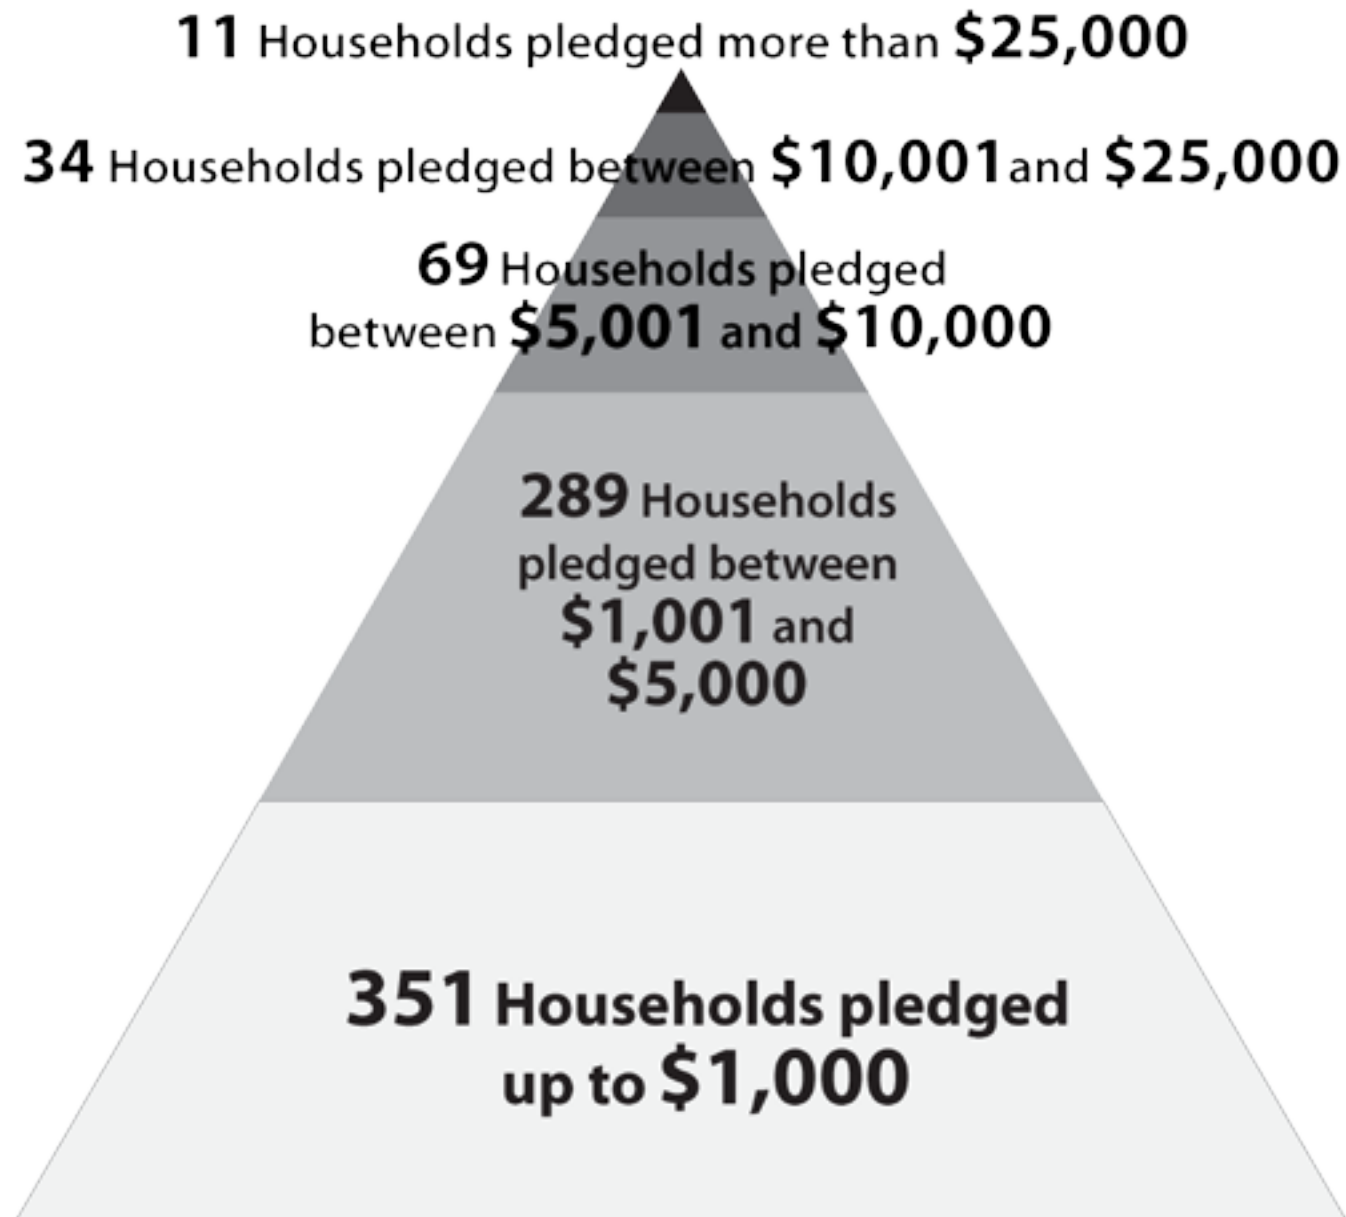 11 Households pledged more than $25,000
34 Households pledged between $10,001and $25,000
69 Households pledged
between $5,001 and $10,000
289 Households
pledged between
$1,001 and
$5,000
351 Households pledged
up to $1,000